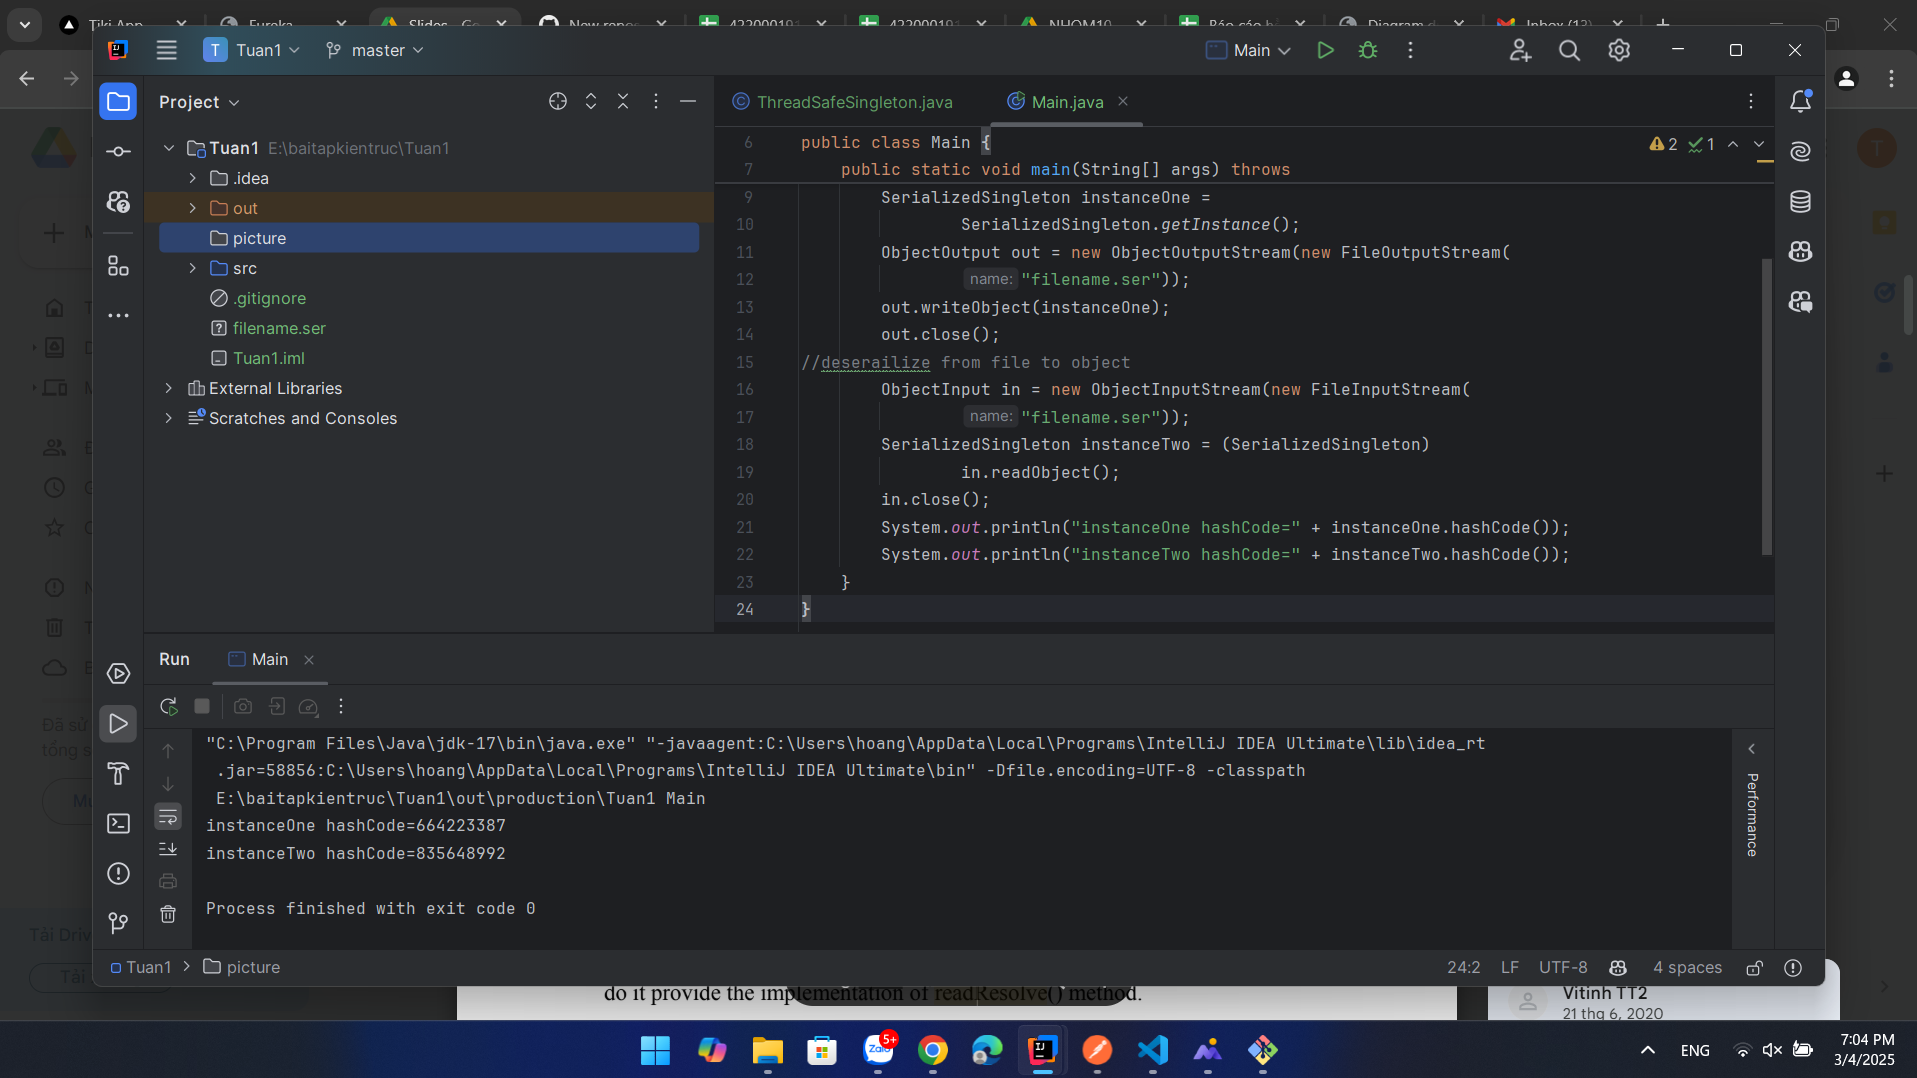 Tiki App
Eureka
Slides - Go
New repos
42200019
42200019
NHOM10
Báo cáo b
Diagram d
Inbox (13)
T Tuan1 master
Main
Project
ThreadSafeSingleton.java
Main.java
Tuan1 E:\baitapkientruc\Tuan1
.idea
out
picture
src
.gitignore
filename.ser
Tuan1.iml
External Libraries
Scratches and Consoles
2 1
6 public class Main {
7 public static void main(String[] args) throws
9 SerializedSingleton instanceOne =
10 SerializedSingleton.getInstance();
11 ObjectOutput out = new ObjectOutputStream(new FileOutputStream(
12 name: "filename.ser"));
13 out.writeObject(instanceOne);
14 out.close();
15 //deserailize from file to object
16 ObjectInput in = new ObjectInputStream(new FileInputStream(
17 name: "filename.ser"));
18 SerializedSingleton instanceTwo = (SerializedSingleton)
19 in.readObject();
20 in.close();
21 System.out.println("instanceOne hashCode=" + instanceOne.hashCode());
22 System.out.println("instanceTwo hashCode=" + instanceTwo.hashCode());
23 }
24 }
Run Main
"C:\Program Files\Java\jdk-17\bin\java.exe" "-javaagent:C:\Users\hoang\AppData\Local\Programs\IntelliJ IDEA Ultimate\lib\idea_rt
.jar=58856:C:\Users\hoang\AppData\Local\Programs\IntelliJ IDEA Ultimate\bin" -Dfile.encoding=UTF-8 -classpath
E:\baitapkientruc\Tuan1\out\production\Tuan1 Main
instanceOne hashCode=664223387
instanceTwo hashCode=835648992
Process finished with exit code 0
Performance
Đã sử
tổng s
Tải Driv
Tải
Tuan1 picture
24:2 LF UTF-8 4 spaces
do it provide the implementation of readResolve() method.
Vitinh TT2
21 thg 6, 2020
Zalo 5+
ENG
7:04 PM
3/4/2025